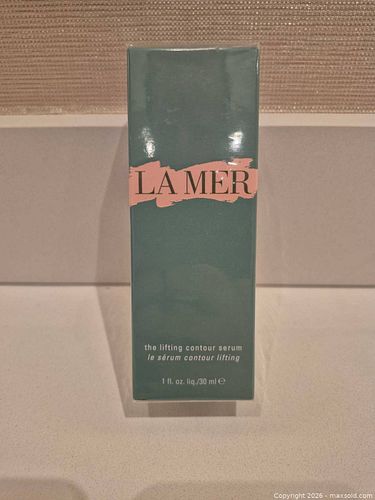 LA MER
the lifting contour serum
le sérum contour lifting
1 fl. oz. liq./30 ml ℮
Copyright 2026 - maxsold.com